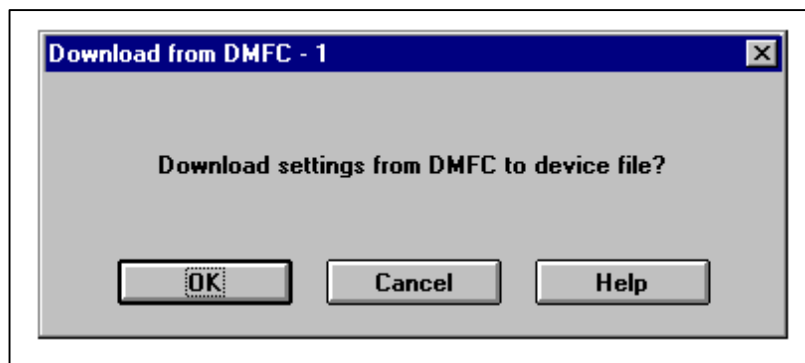 Download from DMFC - 1
Download settings from DMFC to device file?
OK Cancel Help